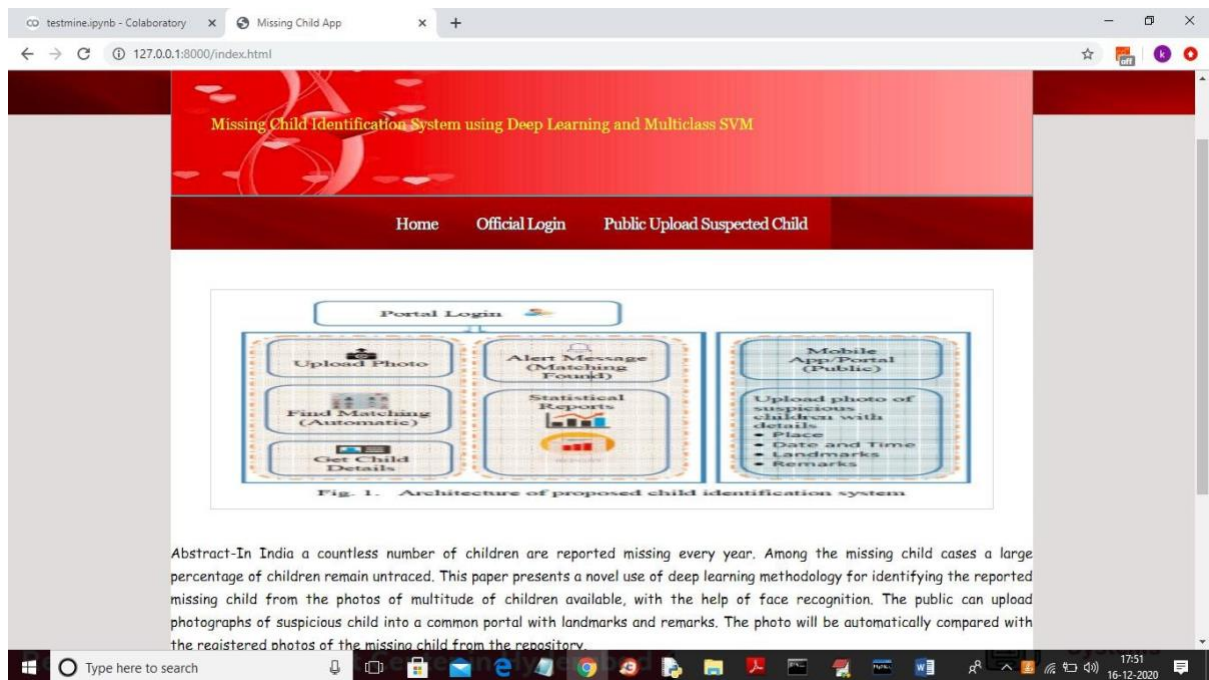 testmine.ipynb - Colaboratory
Missing Child App
127.0.0.1:8000/index.html
off
k
Missing Child Identification System using Deep Learning and Multiclass SVM
Home Official Login Public Upload Suspected Child
Portal Login
Upload Photo
Find Matching
(Automatic)
Get Child
Details
Alert Message
(Matching
Found)
Statistical
Reports
Mobile
App/Portal
(Public)
Upload photo of
suspicious
children with
details
• Place
• Date and Time
• Landmarks
• Remarks
Fig. 1. Architecture of proposed child identification system
Abstract-In India a countless number of children are reported missing every year. Among the missing child cases a large
percentage of children remain untraced. This paper presents a novel use of deep learning methodology for identifying the reported
missing child from the photos of multitude of children available, with the help of face recognition. The public can upload
photographs of suspicious child into a common portal with landmarks and remarks. The photo will be automatically compared with
the registered photos of the missing child from the repository.
Type here to search
17:51
16-12-2020